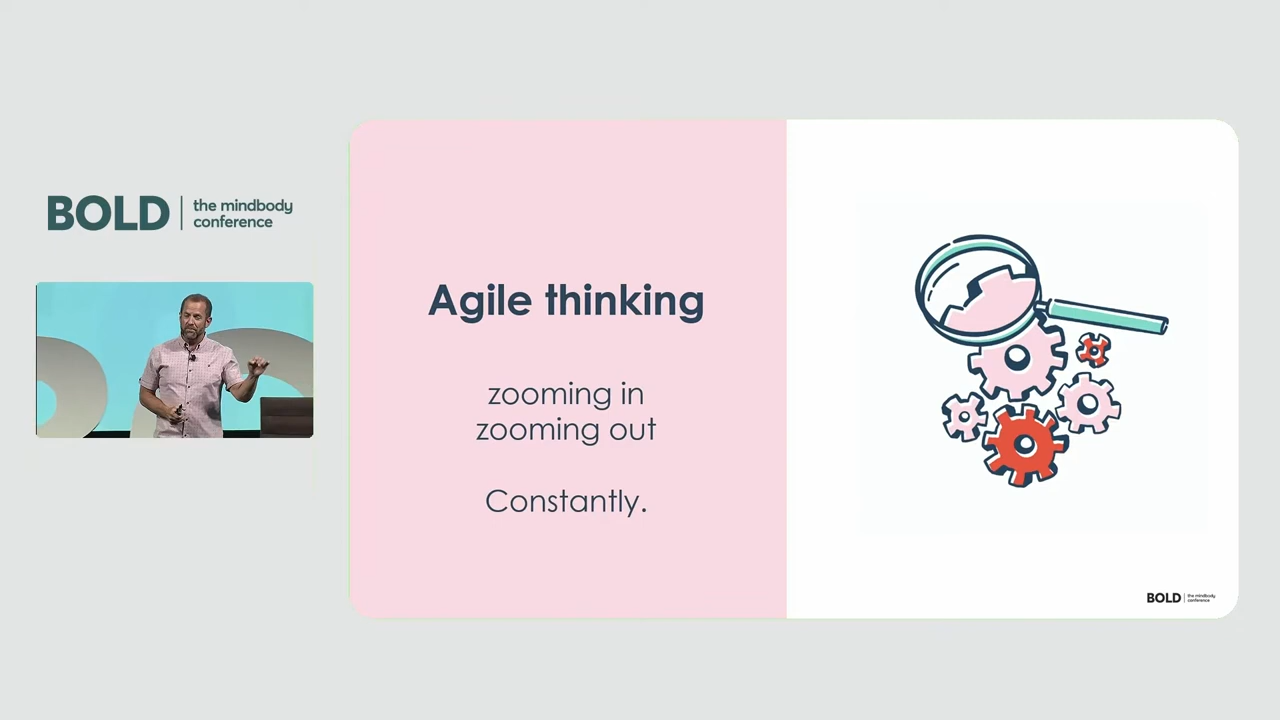 BOLD
the mindbody
conference
Agile thinking
zooming in
zooming out
Constantly.
BOLD
the mindbody
conference